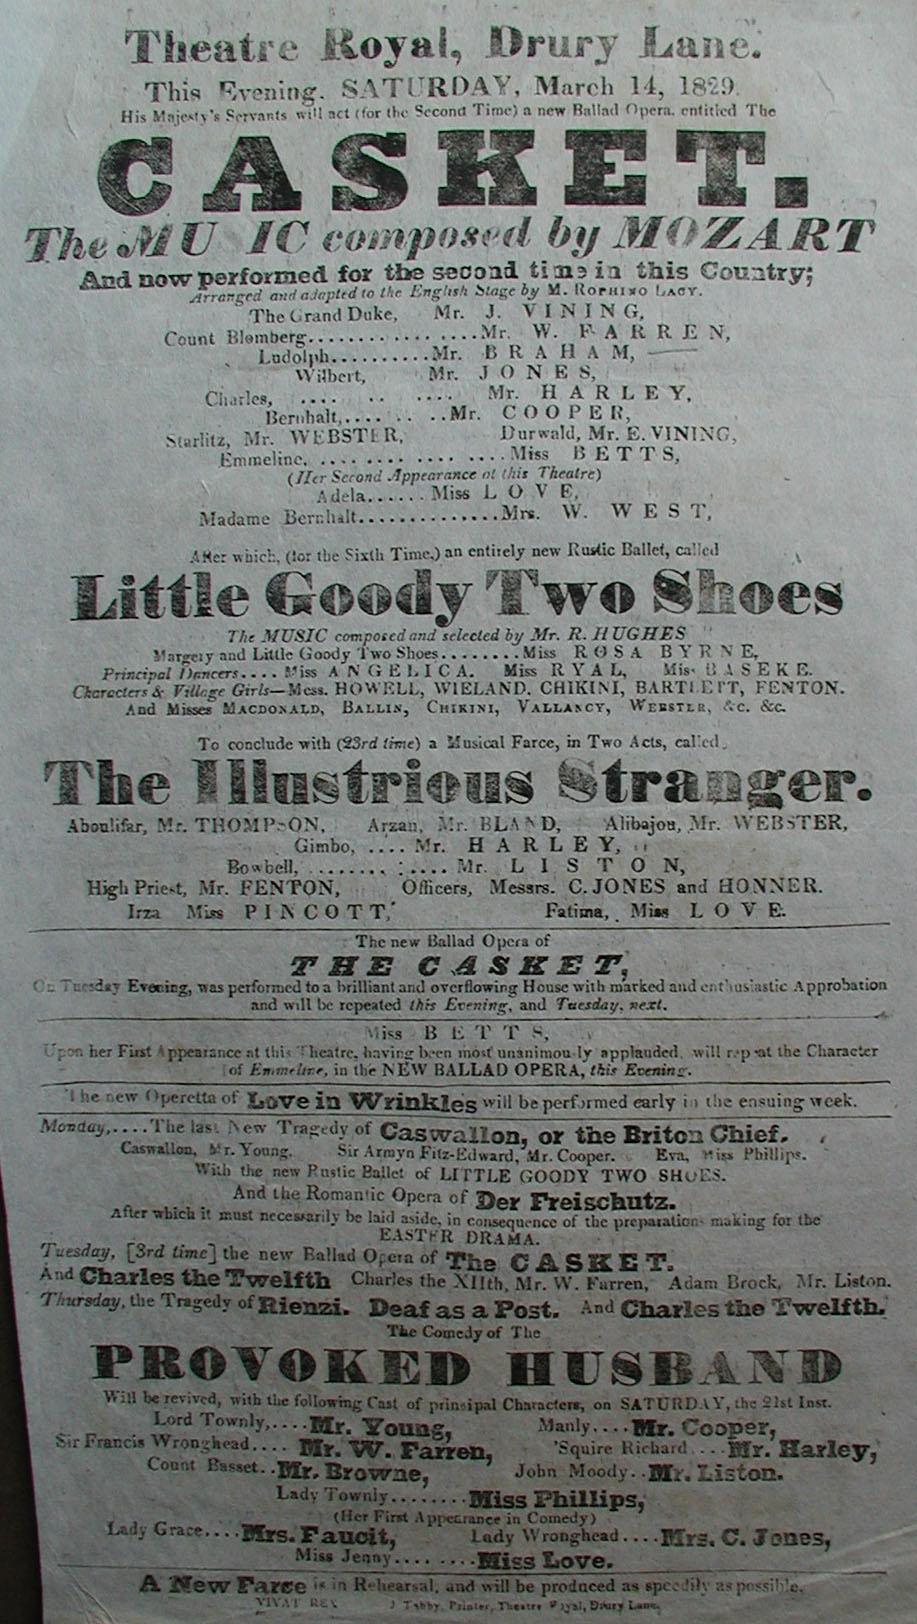 Theatre Royal, Drury Lane.
This Evening, SATURDAY, March 14, 1829.
His Majesty's Servants will act (for the Second Time) a new Ballad Opera, entitled The
CASKET.
The MU IC composed by MOZART
And now performed for the second time in this Country;
Arranged and adapted to the English Stage by M. ROPHINO LACY.
The Grand Duke, Mr. J. VINING,
Count Blomberg.................Mr. W. FARREN,
Ludolph..........Mr. BRAHAM,
Wilbert, Mr. JONES,
Charles, .... .. .... Mr. HARLEY,
Bernhalt,.... .. ..Mr. COOPER,
Starlitz, Mr. WEBSTER, Durwald, Mr. E. VINING,
Emmeline, .... .... .... ....Miss BETTS,
(Her Second Appearance at this Theatre)
Adela...... Miss LOVE,
Madame Bernhalt..............Mrs. W. WEST,
After which, (for the Sixth Time,) an entirely new Rustic Ballet, called
Little Goody Two Shoes
The MUSIC composed and selected by Mr. R. HUGHES
Margery and Little Goody Two Shoes........Miss ROSA BYRNE,
Principal Dancers.... Miss ANGELICA. Miss RYAL, Miss BASEKE.
Characters & Village Girls—Mess. HOWELL, WIELAND, CHIKINI, BARTLETT, FENTON.
And Misses MACDONALD, BALLIN, CHIKINI, VALLANCY, WEBSTER, &c. &c.
To conclude with (23rd time) a Musical Farce, in Two Acts, called
The Illustrious Stranger.
Aboulifar, Mr. THOMPSON, Arzan, Mr. BLAND, Alibajou, Mr. WEBSTER,
Gimbo, .... Mr. HARLEY,
Bowbell, ........ .... Mr. LISTON,
High Priest, Mr. FENTON, Officers, Messrs. C. JONES and HONNER.
Irza Miss PINCOTT, Fatima, Miss LOVE.
The new Ballad Opera of
THE CASKET,
On Tuesday Evening, was performed to a brilliant and overflowing House with marked and enthusiastic Approbation
and will be repeated this Evening, and Tuesday, next.
Miss BETTS,
Upon her First Appearance at this Theatre, having been most unanimou ly applauded, will repeat the Character
of Emmeline, in the NEW BALLAD OPERA, this Evening.
The new Operetta of Love in Wrinkles will be performed early in the ensuing week.
Monday,....The last New Tragedy of Caswallon, or the Briton Chief.
Caswallon, Mr. Young. Sir Armyn Fitz-Edward, Mr. Cooper. Eva, Miss Phillips.
With the new Rustic Ballet of LITTLE GOODY TWO SHOES.
And the Romantic Opera of Der Freischutz.
After which it must necessarily be laid aside, in consequence of the preparations making for the
EASTER DRAMA.
Tuesday, [3rd time] the new Ballad Opera of The CASKET.
And Charles the Twelfth Charles the XIIth, Mr. W. Farren, Adam Brock, Mr. Liston.
Thursday, the Tragedy of Rienzi. Deaf as a Post. And Charles the Twelfth.
The Comedy of The
PROVOKED HUSBAND
Will be revived, with the following Cast of principal Characters, on SATURDAY, the 21st Inst.
Lord Townly,....Mr. Young, Manly....Mr. Cooper,
Sir Francis Wronghead.... Mr. W. Farren, 'Squire Richard ....Mr. Harley,
Count Basset..Mr. Browne, John Moody..Mr. Liston.
Lady Townly........Miss Phillips,
(Her First Appearance in Comedy)
Lady Grace....Mrs. Faucit, Lady Wronghead....Mrs. C. Jones,
Miss Jenny........Miss Love.
A New Farce is in Rehearsal, and will be produced as speedily as possible.
VIVAT REX J Tabby, Printer, Theatre Royal, Drury Lane.